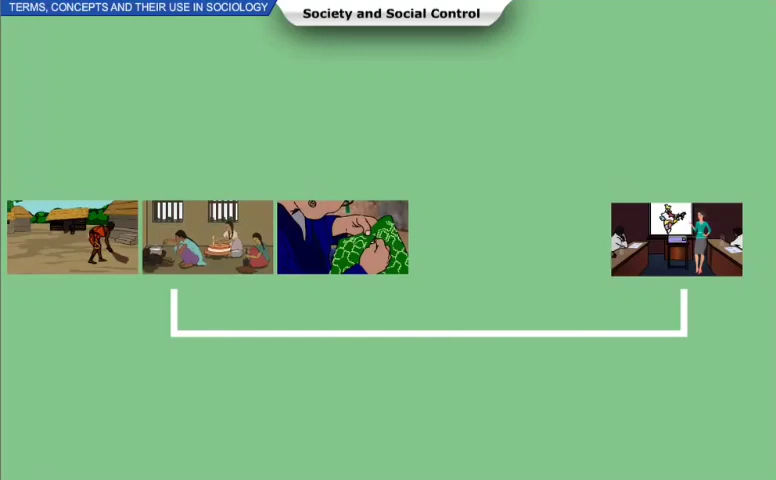 TERMS, CONCEPTS AND THEIR USE IN SOCIOLOGY
Society and Social Control